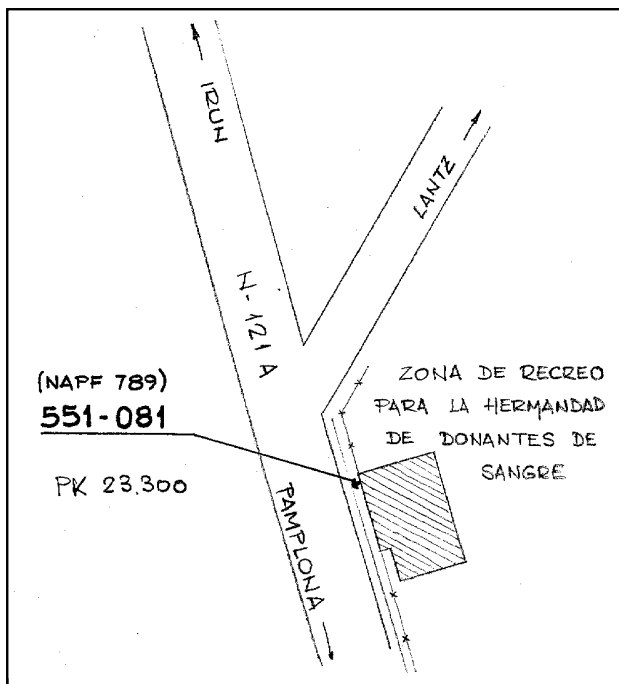 IRUN
LANTZ
N-121 A
(NAPF 789)
551-081
PK 23.300
ZONA DE RECREO
PARA LA HERMANDAD
DE DONANTES DE
SANGRE
PAMPLONA